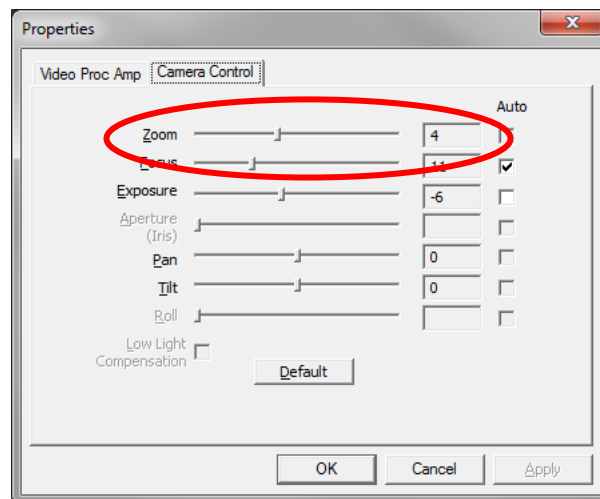 Properties
Video Proc Amp Camera Control
Auto
Zoom 4
Focus 11
Exposure -6
Aperture
(Iris)
Pan 0
Tilt 0
Roll
Low Light
Compensation
Default
OK Cancel Apply